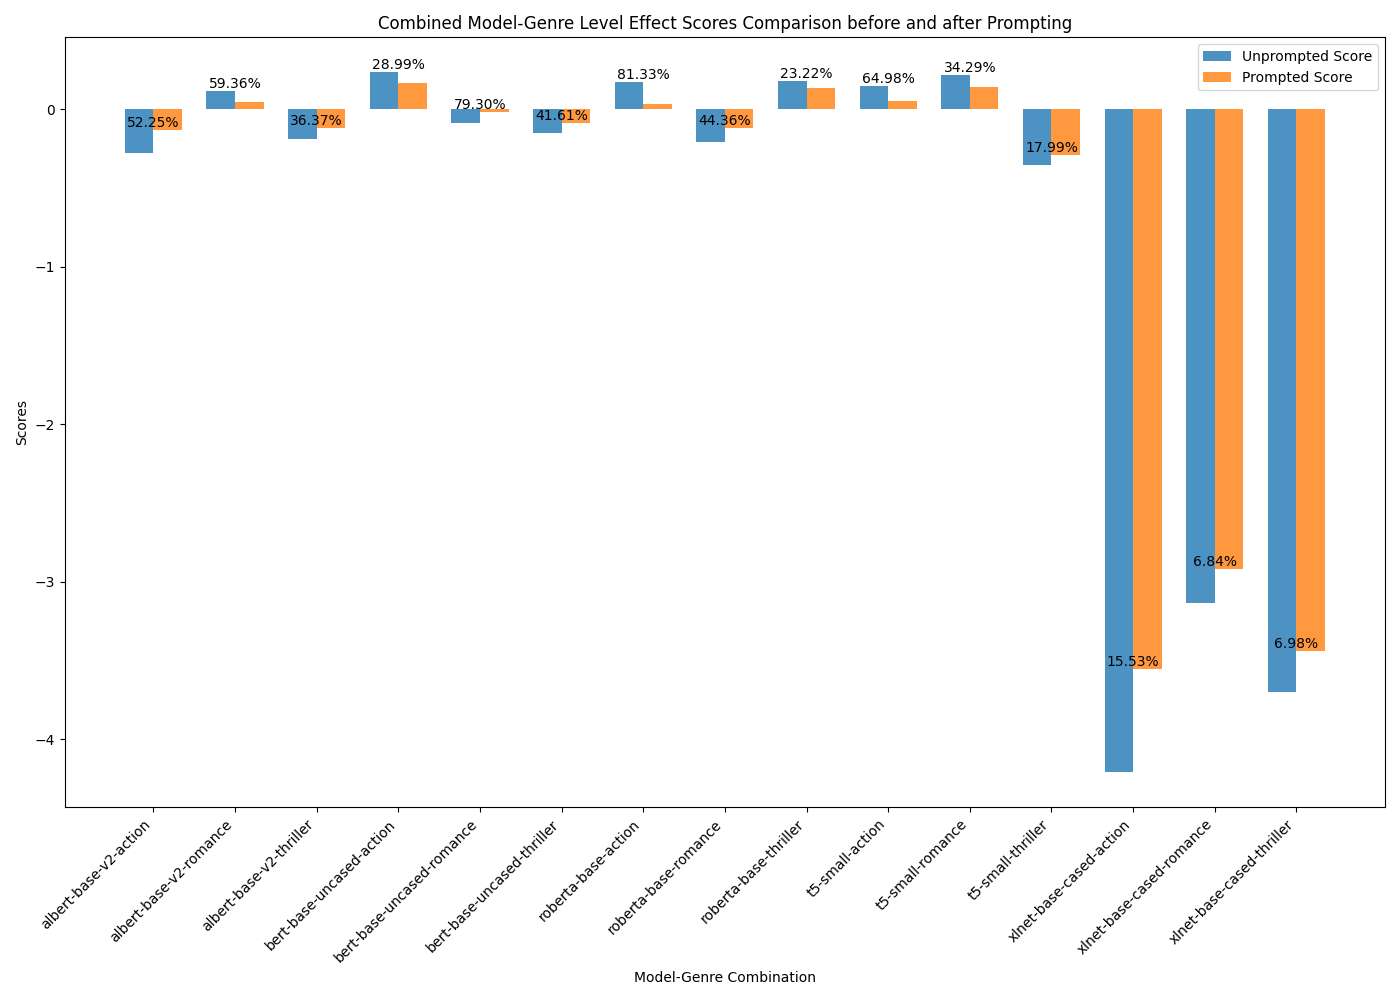 Combined Model-Genre Level Effect Scores Comparison before and after Prompting
Unprompted Score
Prompted Score
28.99%
34.29%
23.22%
81.33%
64.98%
59.36%
79.30%
41.61%
36.37%
44.36%
52.25%
17.99%
6.84%
6.98%
15.53%
0
−1
−2
−3
−4
Scores
albert-base-v2-action
albert-base-v2-romance
albert-base-v2-thriller
bert-base-uncased-action
bert-base-uncased-romance
bert-base-uncased-thriller
roberta-base-action
roberta-base-romance
roberta-base-thriller
t5-small-action
t5-small-romance
t5-small-thriller
xlnet-base-cased-action
xlnet-base-cased-romance
xlnet-base-cased-thriller
Model-Genre Combination